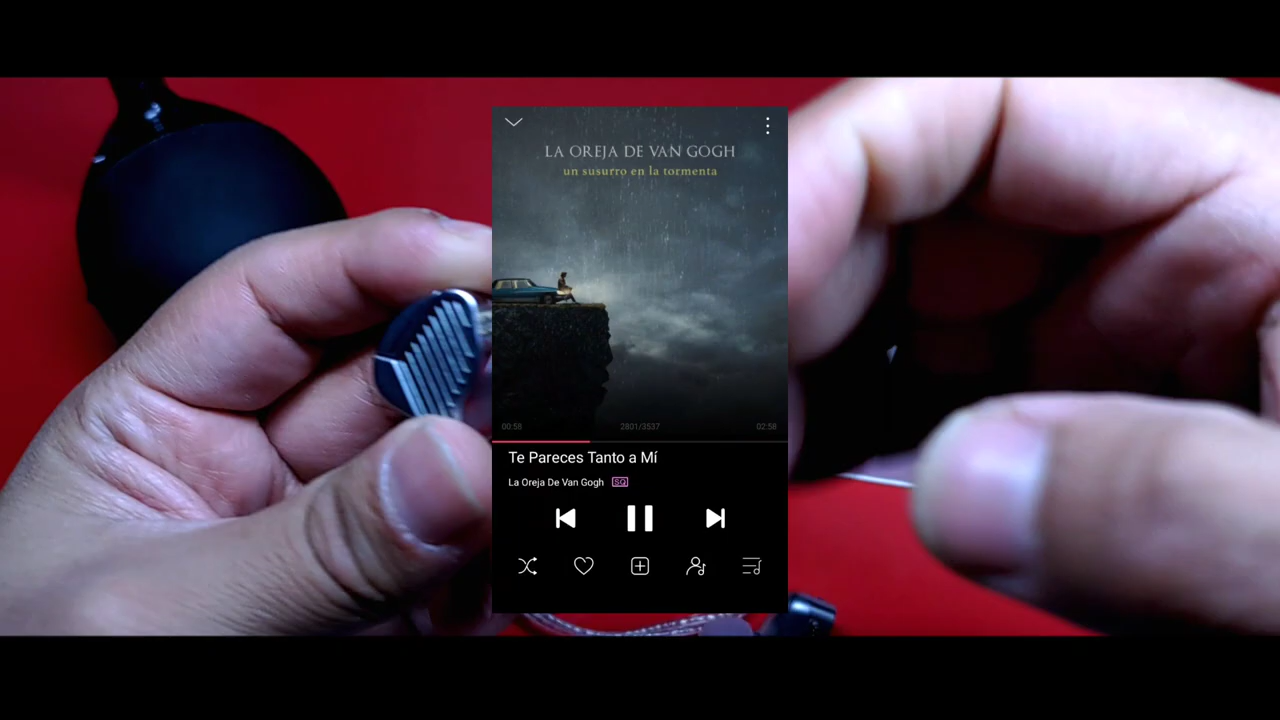 LA OREJA DE VAN GOGH
un susurro en la tormenta
00:58 2801/3537 02:58
Te Pareces Tanto a Mí
La Oreja De Van Gogh SQ